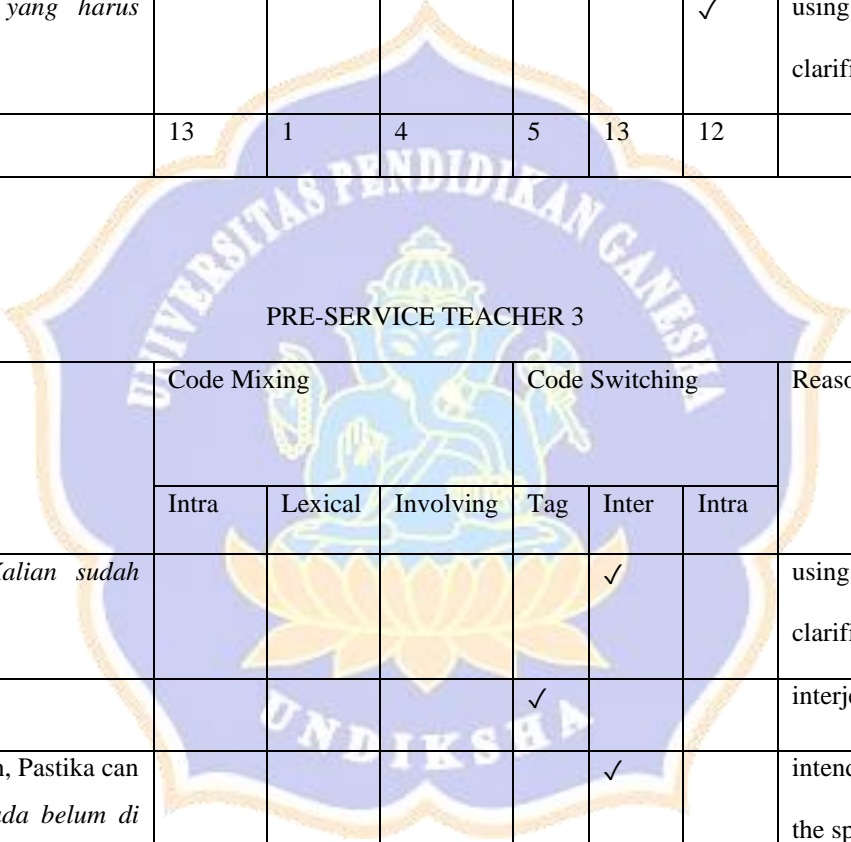 yang harus ✓ using
clarifi
13 1 4 5 13 12
UNIVERSITAS PENDIDIKAN GANESHA
PRE-SERVICE TEACHER 3
Code Mixing Code Switching Reaso
Intra Lexical Involving Tag Inter Intra
Kalian sudah ✓ using
clarifi
✓ interje
n, Pastika can ✓ intend
ada belum di the sp
UNDIKSHA